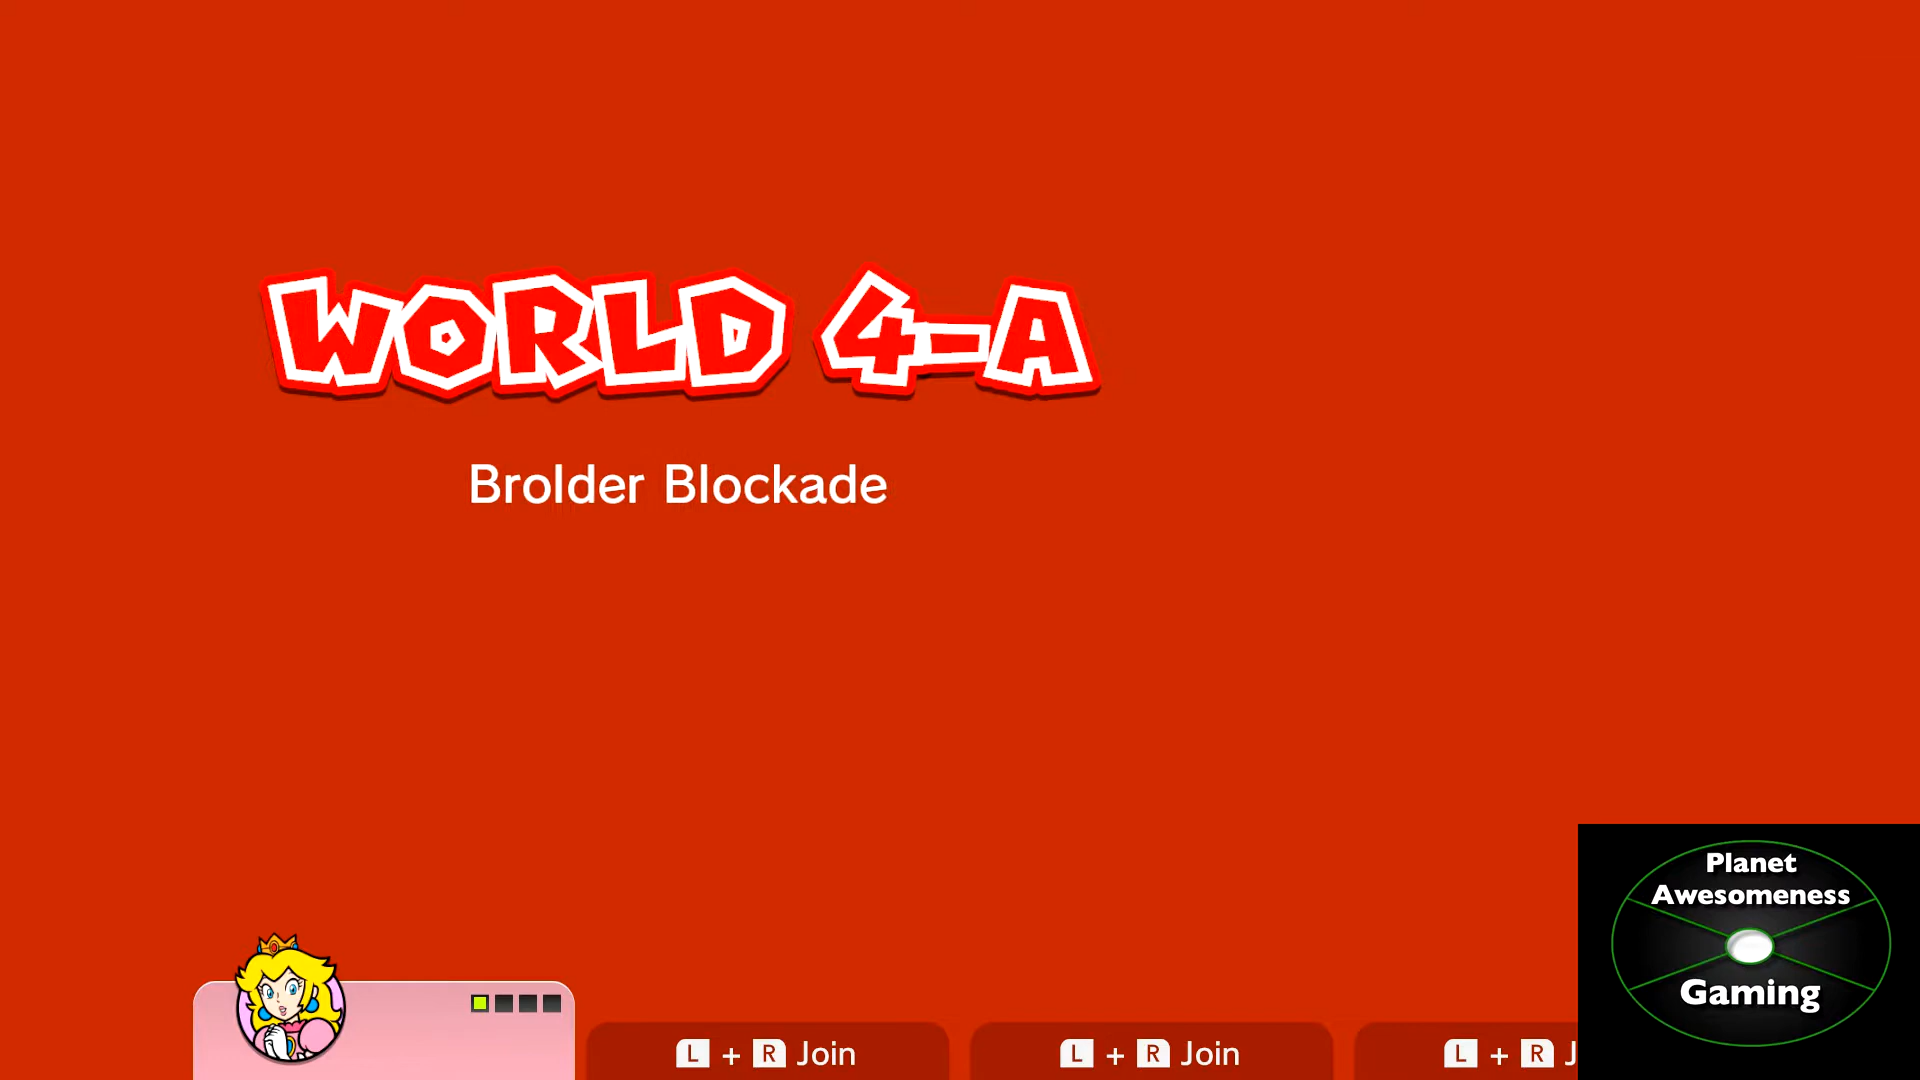 WORLD 4-A
Brolder Blockade
L + R Join
L + R Join
L + R J
Planet
Awesomeness
Gaming